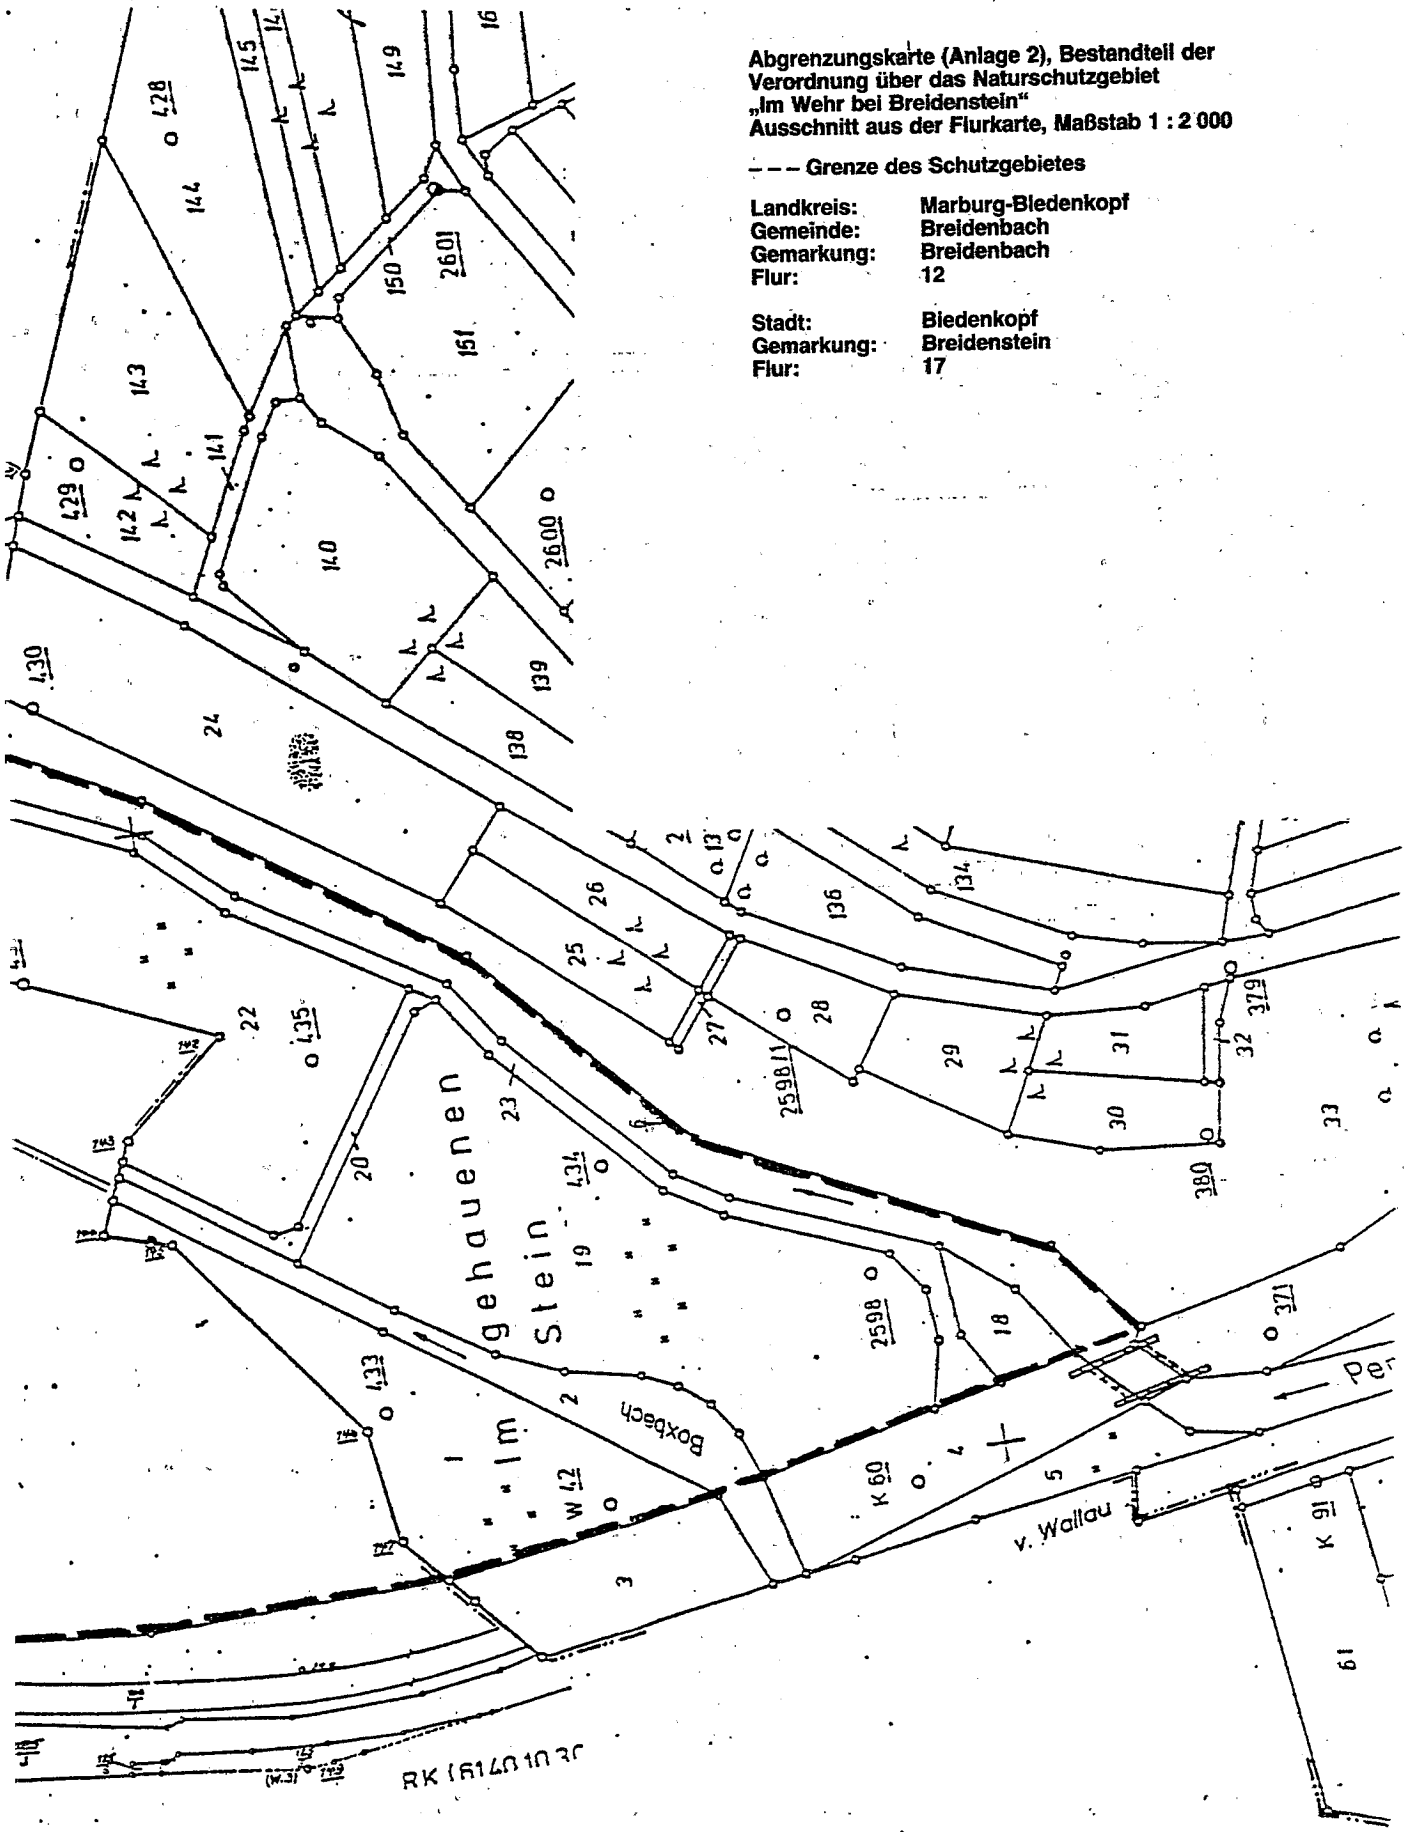 Abgrenzungskarte (Anlage 2), Bestandteil der
Verordnung über das Naturschutzgebiet
„Im Wehr bei Breidenstein“
Ausschnitt aus der Flurkarte, Maßstab 1 : 2 000
--- Grenze des Schutzgebietes
Landkreis: Marburg-Biedenkopf
Gemeinde: Breidenbach
Gemarkung: Breidenbach
Flur: 12
Stadt: Biedenkopf
Gemarkung: Breidenstein
Flur: 17
145
149
16
428
144
150
2601
151
143
141
429
142
140
2600
430
24
139
138
26
25
2
13
136
134
22
435
27
28
2598/1
29
31
32
379
30
33
380
20
23
434
19
Im
gehauenen
Stein
2598
18
371
433
1
2
Boxbach
W 42
K 60
4
5
3
v. Wallau
K 91
61